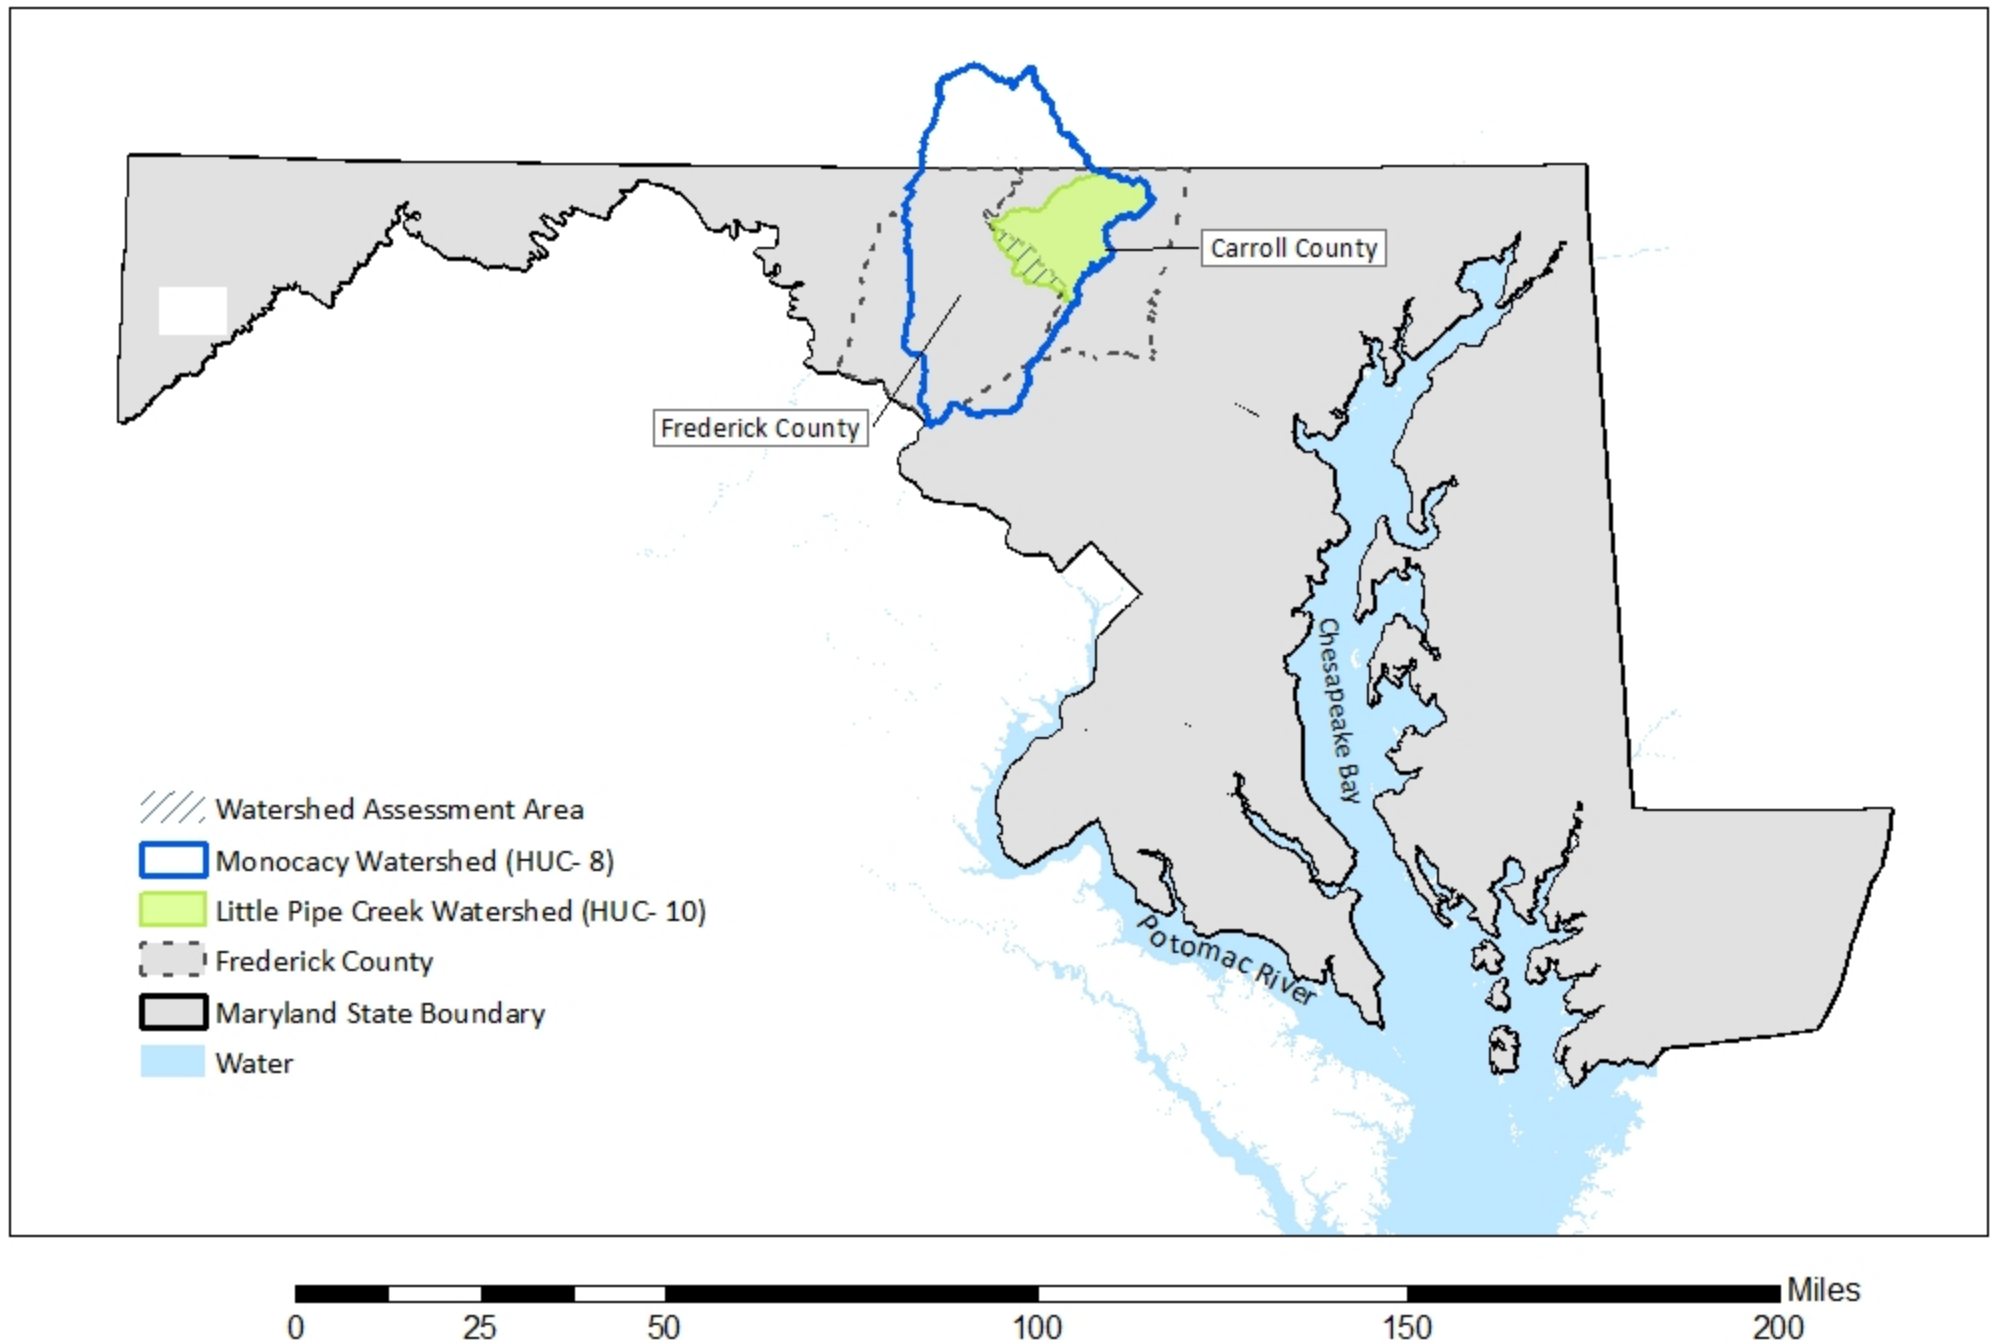 Carroll County
Frederick County
Chesapeake Bay
Potomac River
Watershed Assessment Area
Monocacy Watershed (HUC- 8)
Little Pipe Creek Watershed (HUC- 10)
Frederick County
Maryland State Boundary
Water
Miles
0 25 50 100 150 200